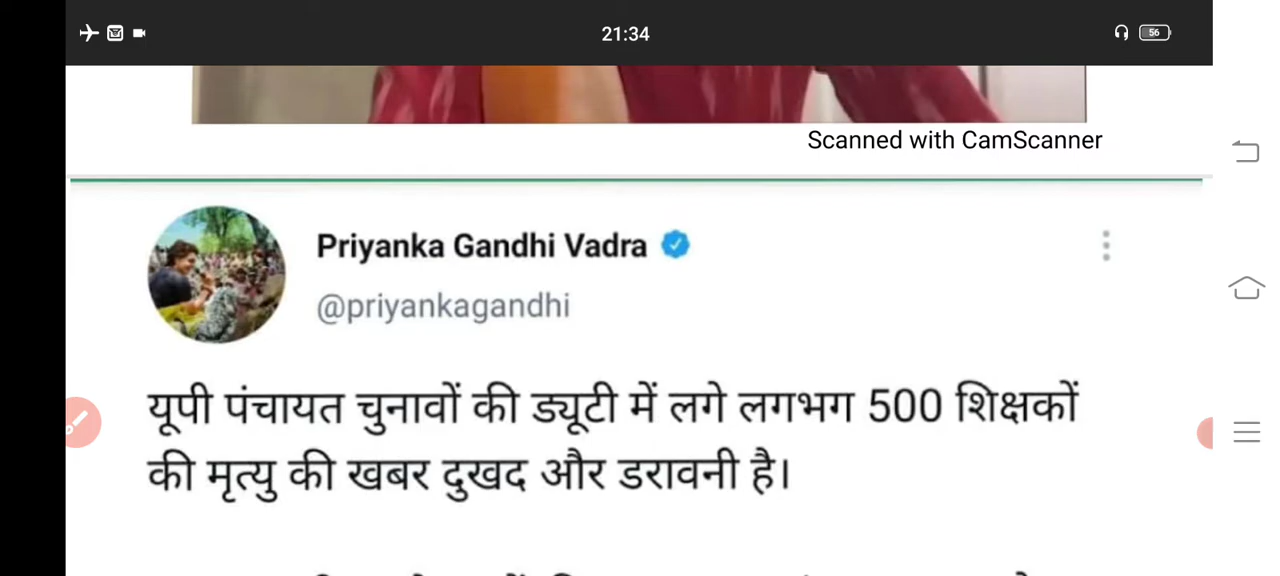 21:34
56
Scanned with CamScanner
Priyanka Gandhi Vadra
@priyankagandhi
यूपी पंचायत चुनावों की ड्यूटी में लगे लगभग 500 शिक्षकों
की मृत्यु की खबर दुखद और डरावनी है।